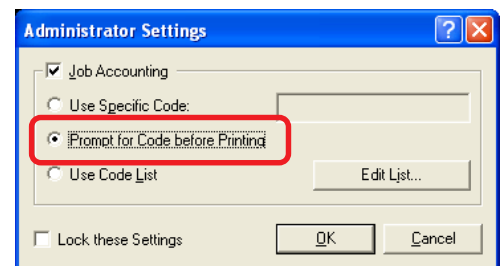 Administrator Settings
Job Accounting
Use Specific Code:
Prompt for Code before Printing
Use Code List
Edit List...
Lock these Settings
OK
Cancel